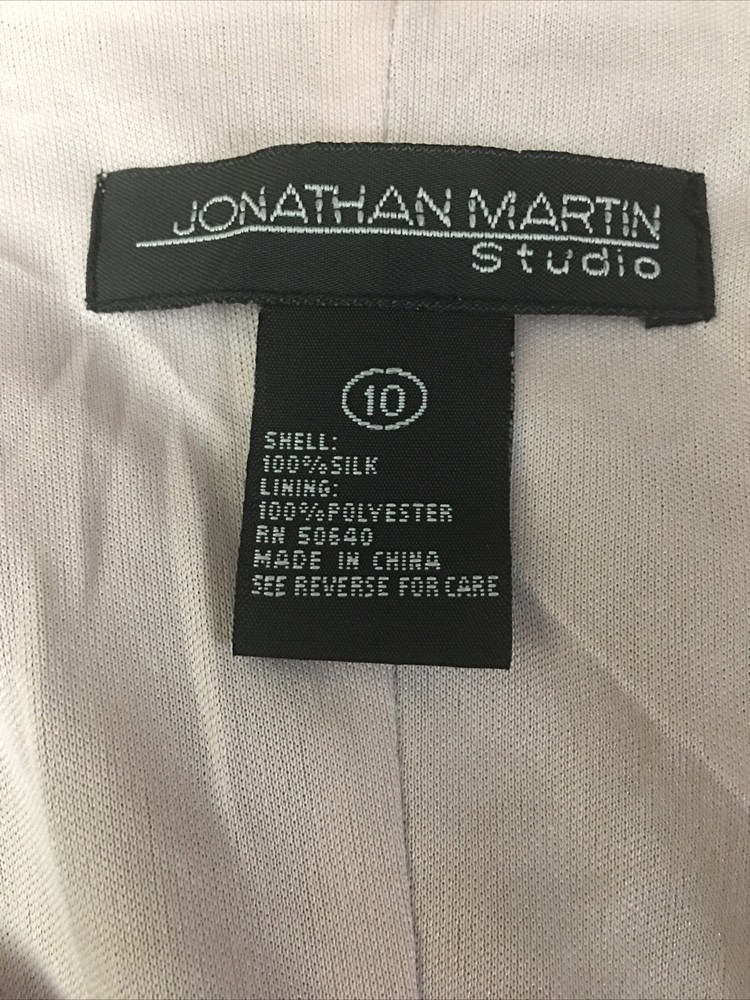 JONATHAN MARTIN
Studio
10
SHELL:
100%SILK
LINING:
100%POLYESTER
RN 50640
MADE IN CHINA
SEE REVERSE FOR CARE